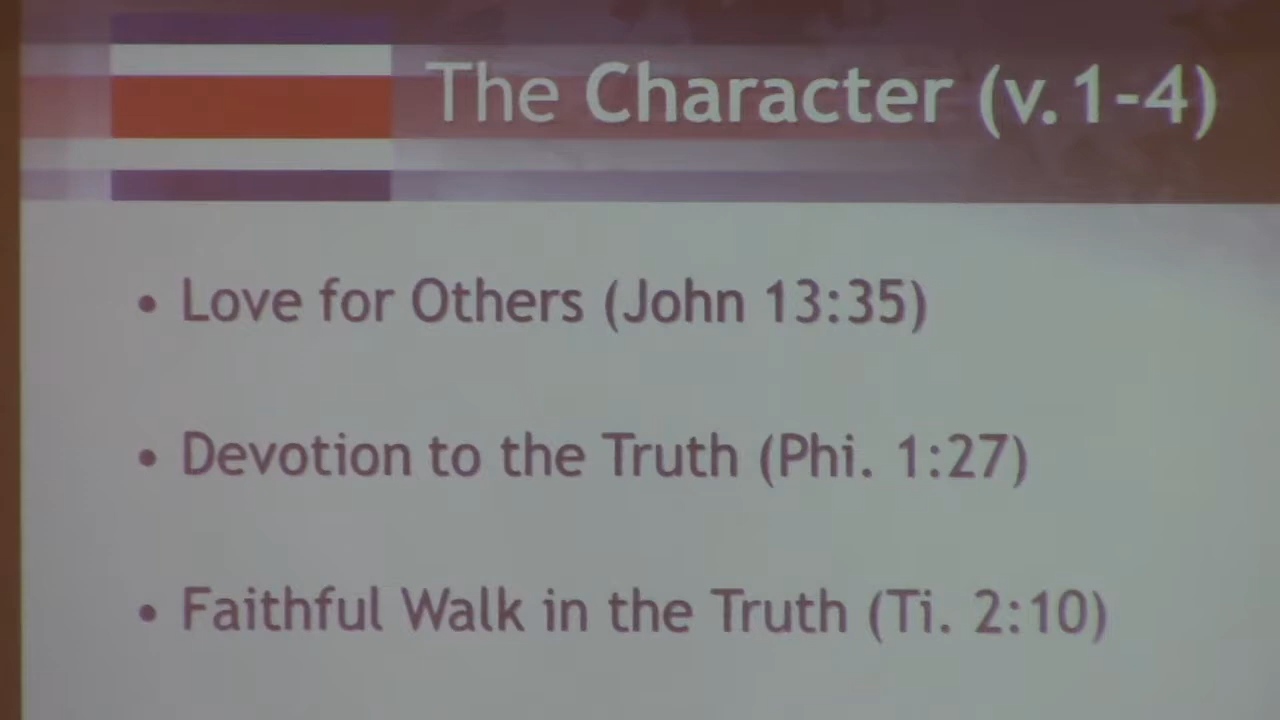 The Character (v.1-4)
• Love for Others (John 13:35)
• Devotion to the Truth (Phi. 1:27)
• Faithful Walk in the Truth (Ti. 2:10)